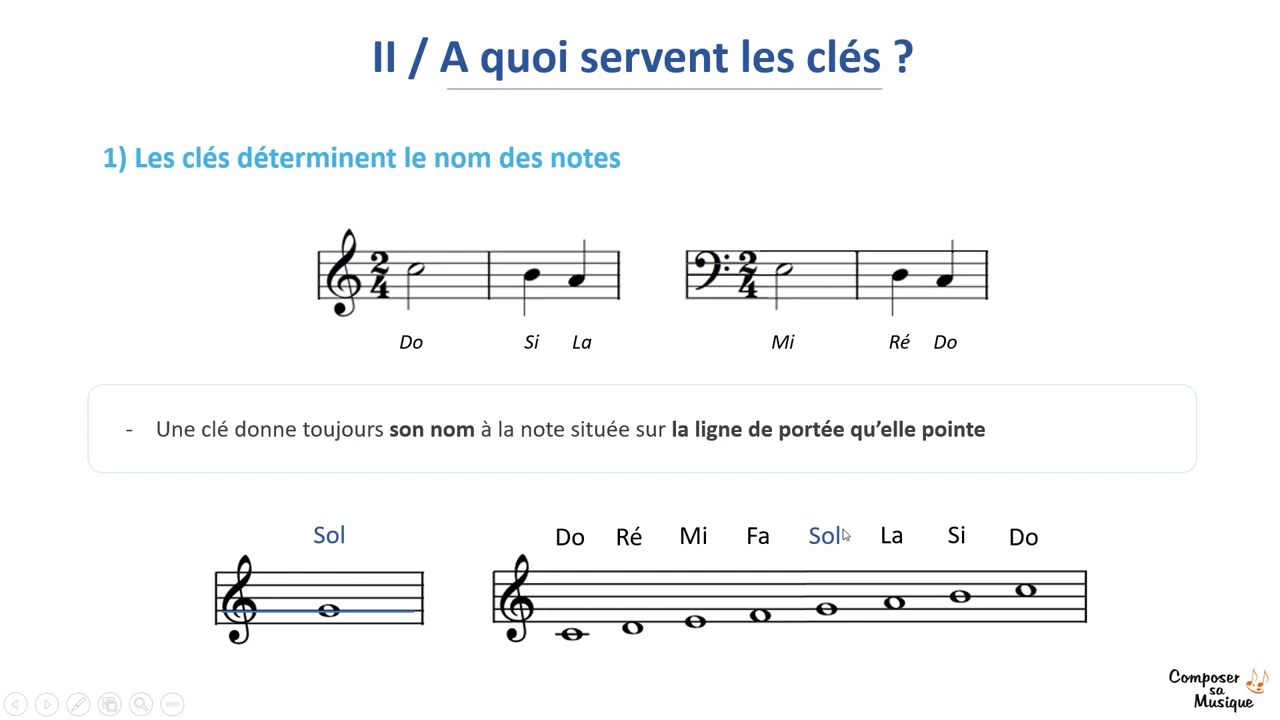 II / A quoi servent les clés ?
1) Les clés déterminent le nom des notes
2 4 2 4
Do Si La Mi Ré Do
- Une clé donne toujours son nom à la note située sur la ligne de portée qu'elle pointe
Sol Do Ré Mi Fa Sol La Si Do
Composer
sa
Musique